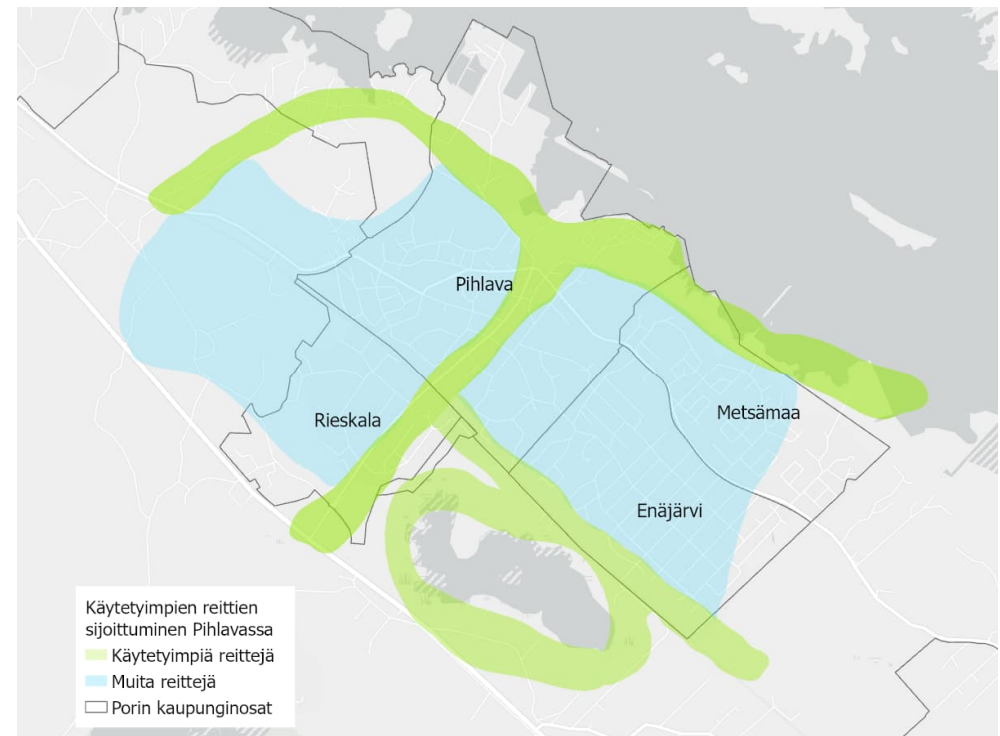 Pihlava
Rieskala
Metsämaa
Enäjärvi
Käytetyimpien reittien
sijoittuminen Pihlavassa
Käytetyimpiä reittejä
Muita reittejä
Porin kaupunginosat